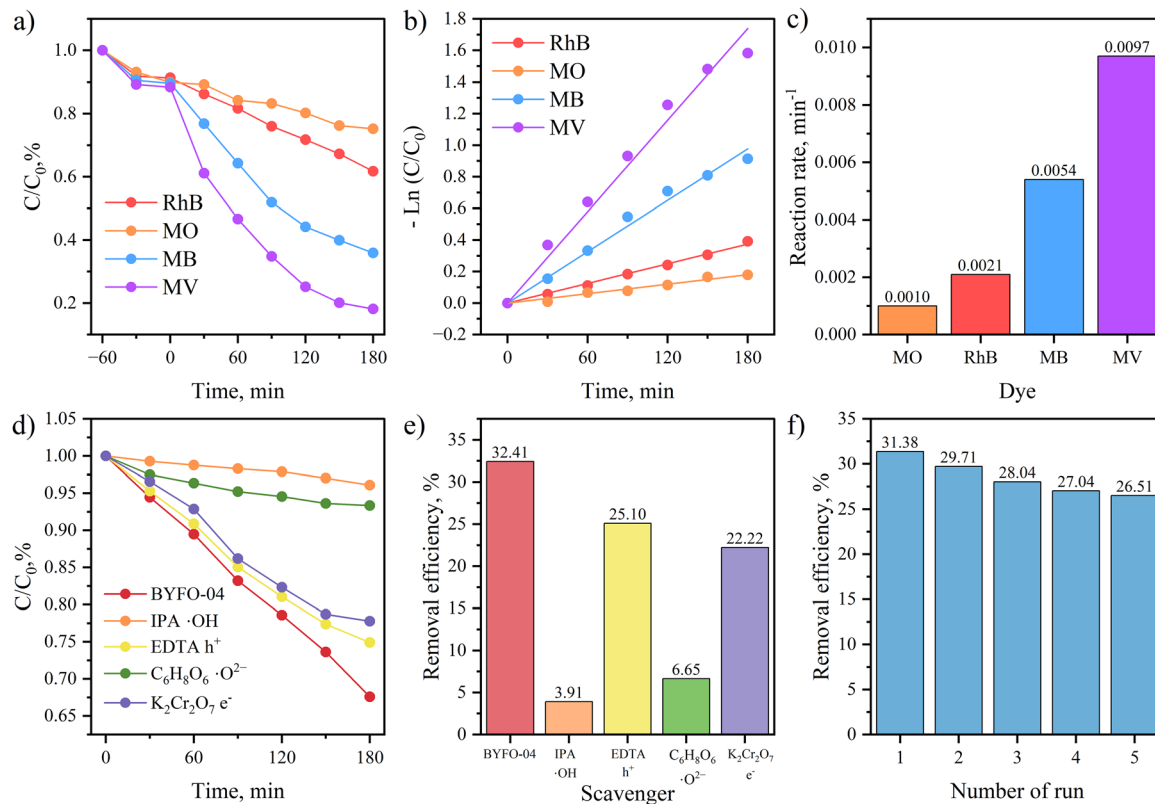 a)
C/C₀,%
1.0
0.8
0.6
0.4
0.2
RhB
MO
MB
MV
−60
0
60
120
180
Time, min
b)
- Ln (C/C₀)
1.8
1.6
1.4
1.2
1.0
0.8
0.6
0.4
0.2
0.0
−0.2
RhB
MO
MB
MV
0
60
120
180
Time, min
c)
Reaction rate, min⁻¹
0.010
0.008
0.006
0.004
0.002
0.000
0.0010
0.0021
0.0054
0.0097
MO
RhB
MB
MV
Dye
d)
C/C₀,%
1.05
1.00
0.95
0.90
0.85
0.80
0.75
0.70
0.65
BYFO-04
IPA ·OH
EDTA h⁺
C₆H₈O₆ ·O²⁻
K₂Cr₂O₇ e⁻
0
60
120
180
Time, min
e)
Removal efficiency, %
35
30
25
20
15
10
5
0
32.41
3.91
25.10
6.65
22.22
BYFO-04
IPA
·OH
EDTA
h⁺
C₆H₈O₆
·O²⁻
K₂Cr₂O₇
e⁻
Scavenger
f)
Removal efficiency, %
35
30
25
20
15
10
5
0
31.38
29.71
28.04
27.04
26.51
1
2
3
4
5
Number of run